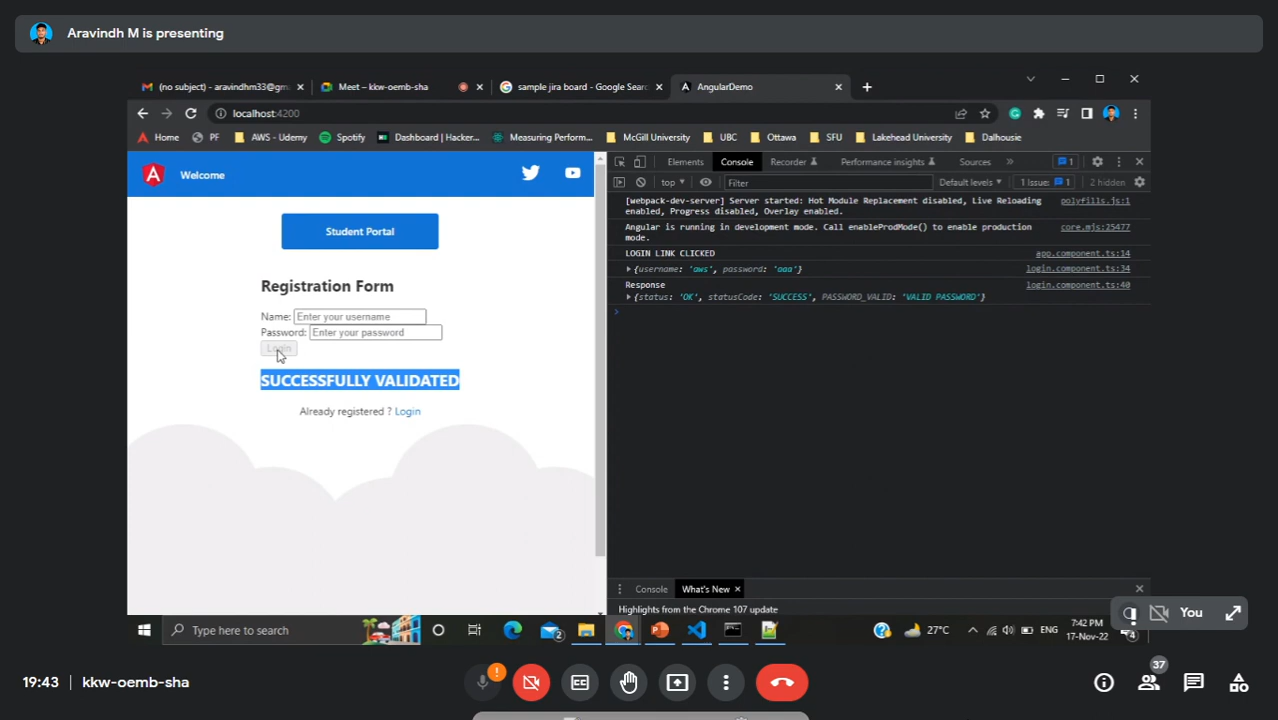 Aravindh M is presenting
(no subject) - aravindhm33@gm
Meet – kkw-oemb-sha
sample jira board - Google Sear
AngularDemo
localhost:4200
Home
PF
AWS - Udemy
Spotify
Dashboard | Hacker...
Measuring Perform...
McGill University
UBC
Ottawa
SFU
Lakehead University
Dalhousie
A
Welcome
Student Portal
Registration Form
Name: Enter your username
Password: Enter your password
Login
SUCCESSFULLY VALIDATED
Already registered ? Login
Elements
Console
Recorder
Performance insights
Sources
»
1
top
Filter
Default levels
1 Issue: 1
2 hidden
[webpack-dev-server] Server started: Hot Module Replacement disabled, Live Reloading polyfills.js:1
enabled, Progress disabled, Overlay enabled.
Angular is running in development mode. Call enableProdMode() to enable production core.mjs:25477
mode.
LOGIN LINK CLICKED app.component.ts:14
{username: 'aws', password: 'aaa'} login.component.ts:34
Response login.component.ts:40
{status: 'OK', statusCode: 'SUCCESS', PASSWORD_VALID: 'VALID PASSWORD'}
Console
What's New
Highlights from the Chrome 107 update
You
Type here to search
2
27°C
ENG
7:42 PM
17-Nov-22
4
19:43 | kkw-oemb-sha
37